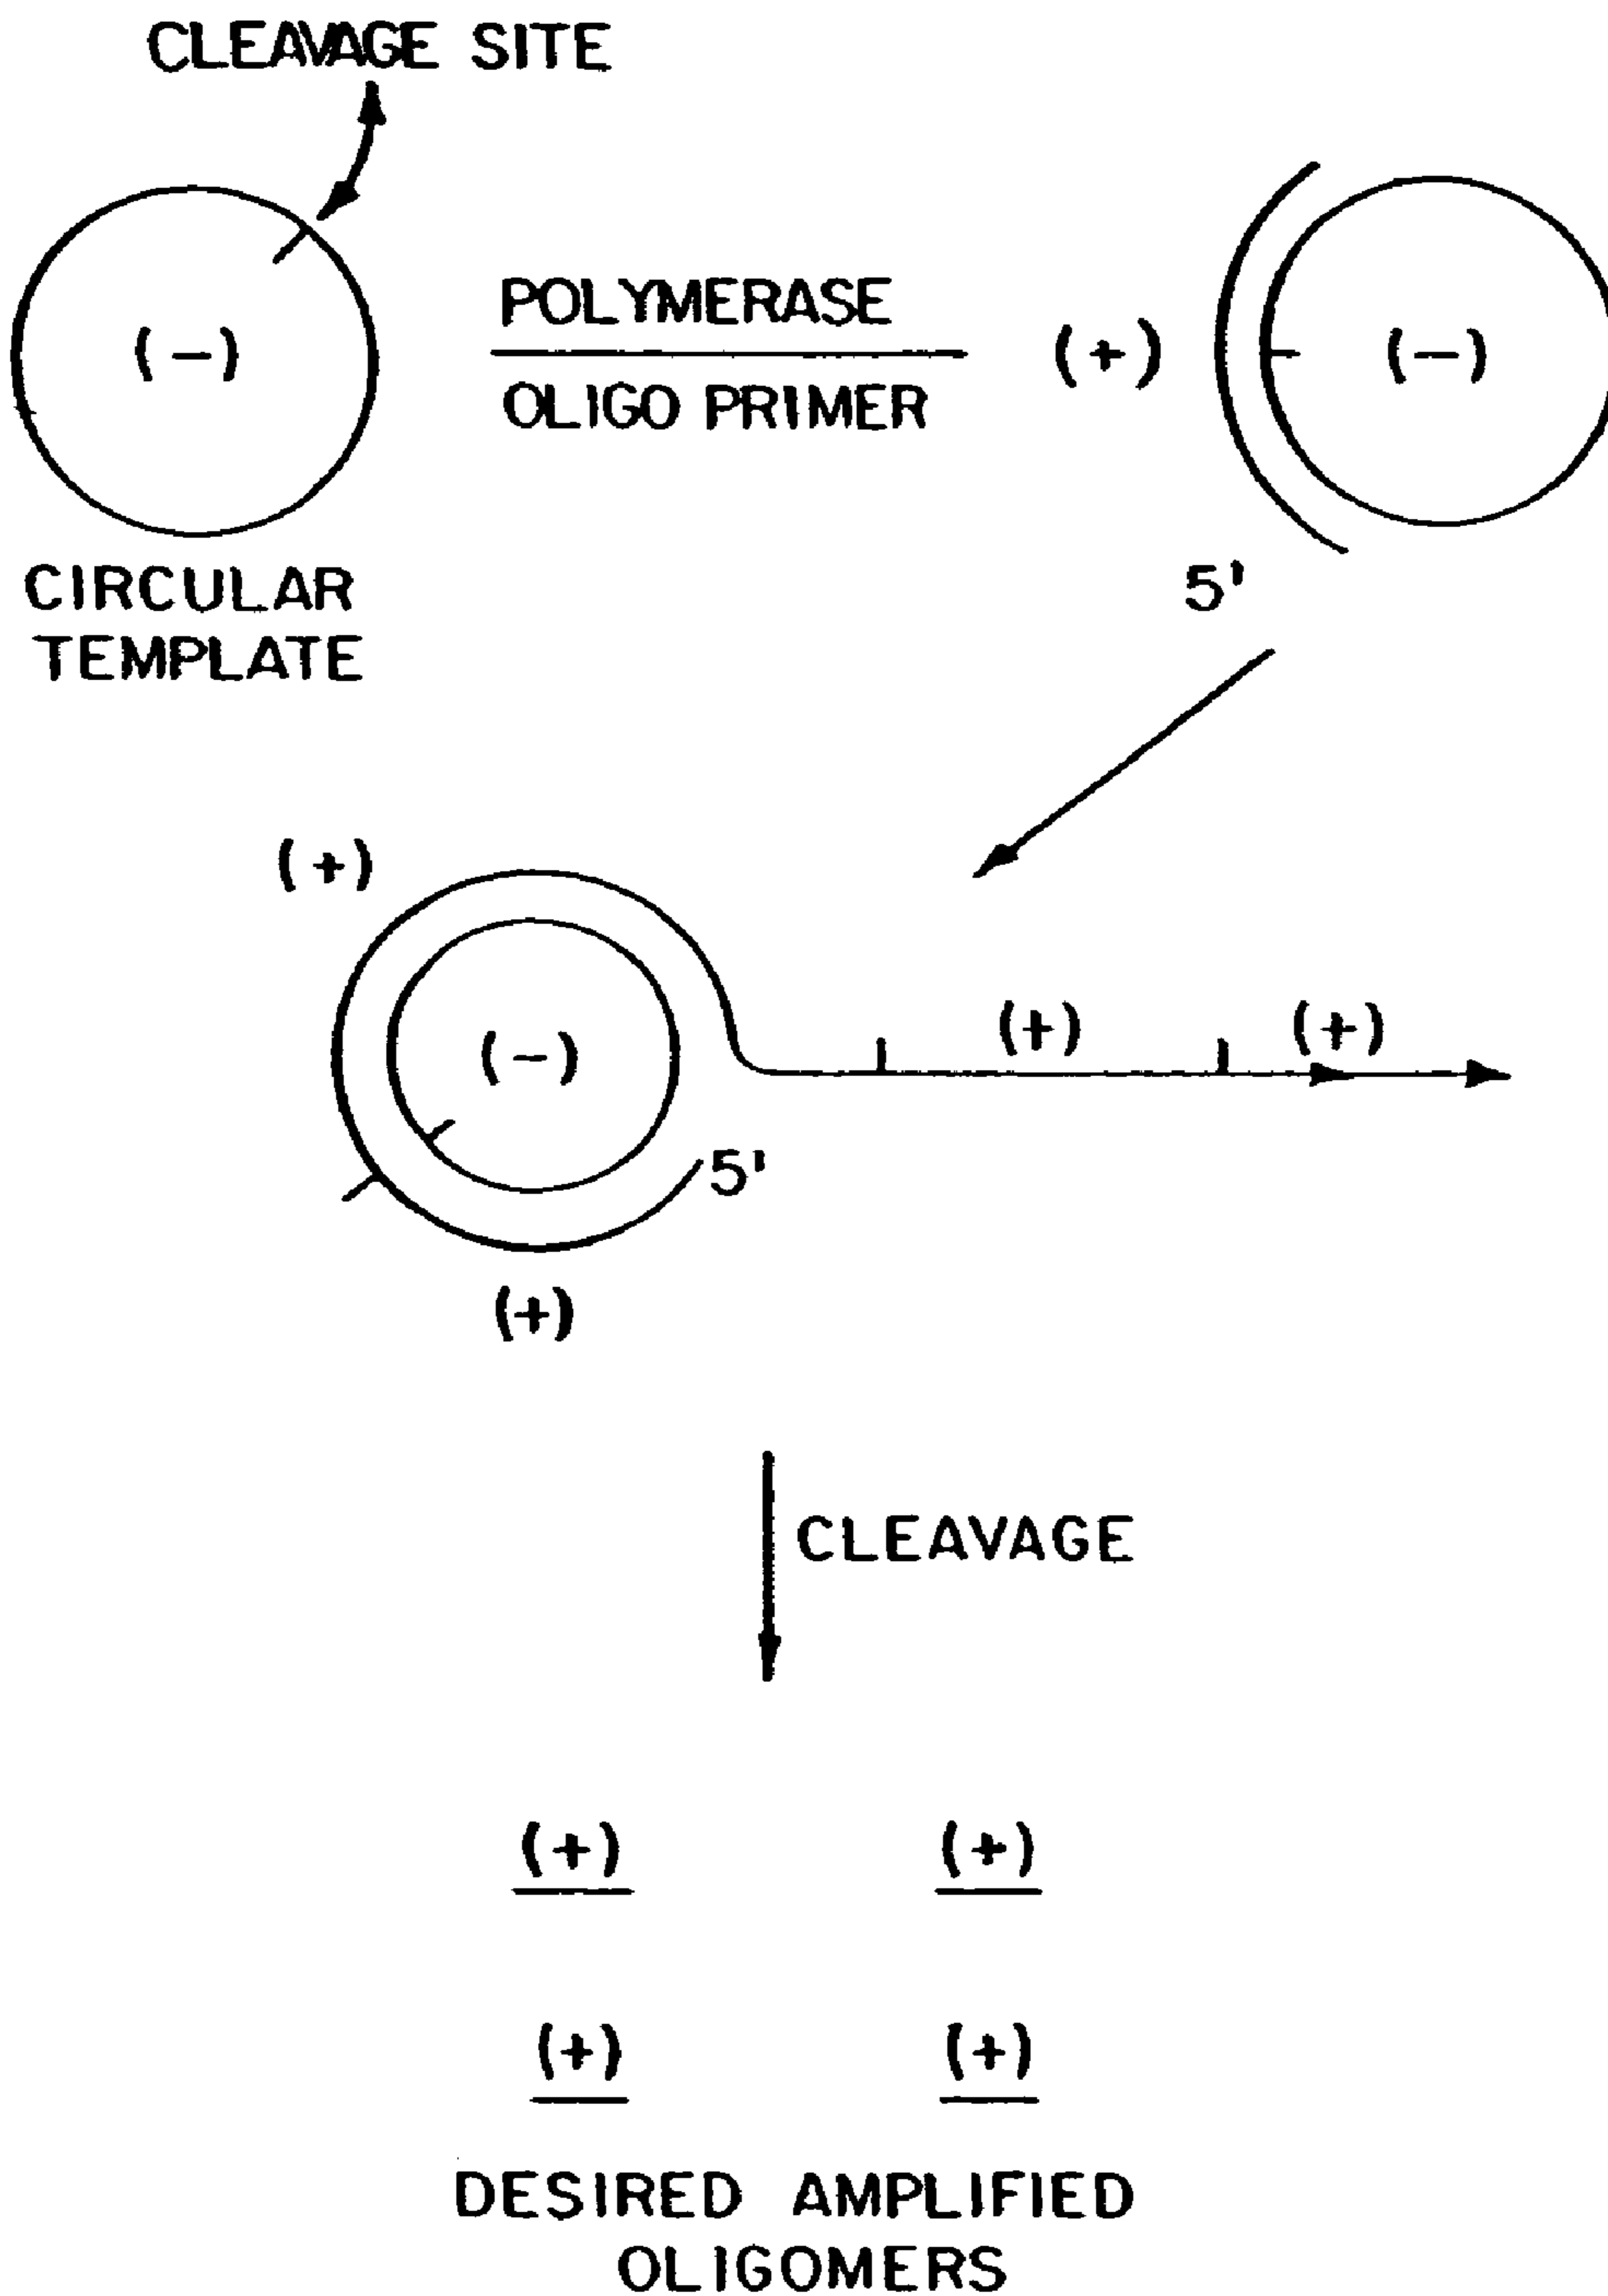 CLEAVAGE SITE
(−)
CIRCULAR
TEMPLATE
POLYMERASE
OLIGO PRIMER
(+)
(−)
5'
(+)
(−)
5'
(+)
(+)
(+)
CLEAVAGE
(+) (+)
(+) (+)
DESIRED AMPLIFIED
OLIGOMERS